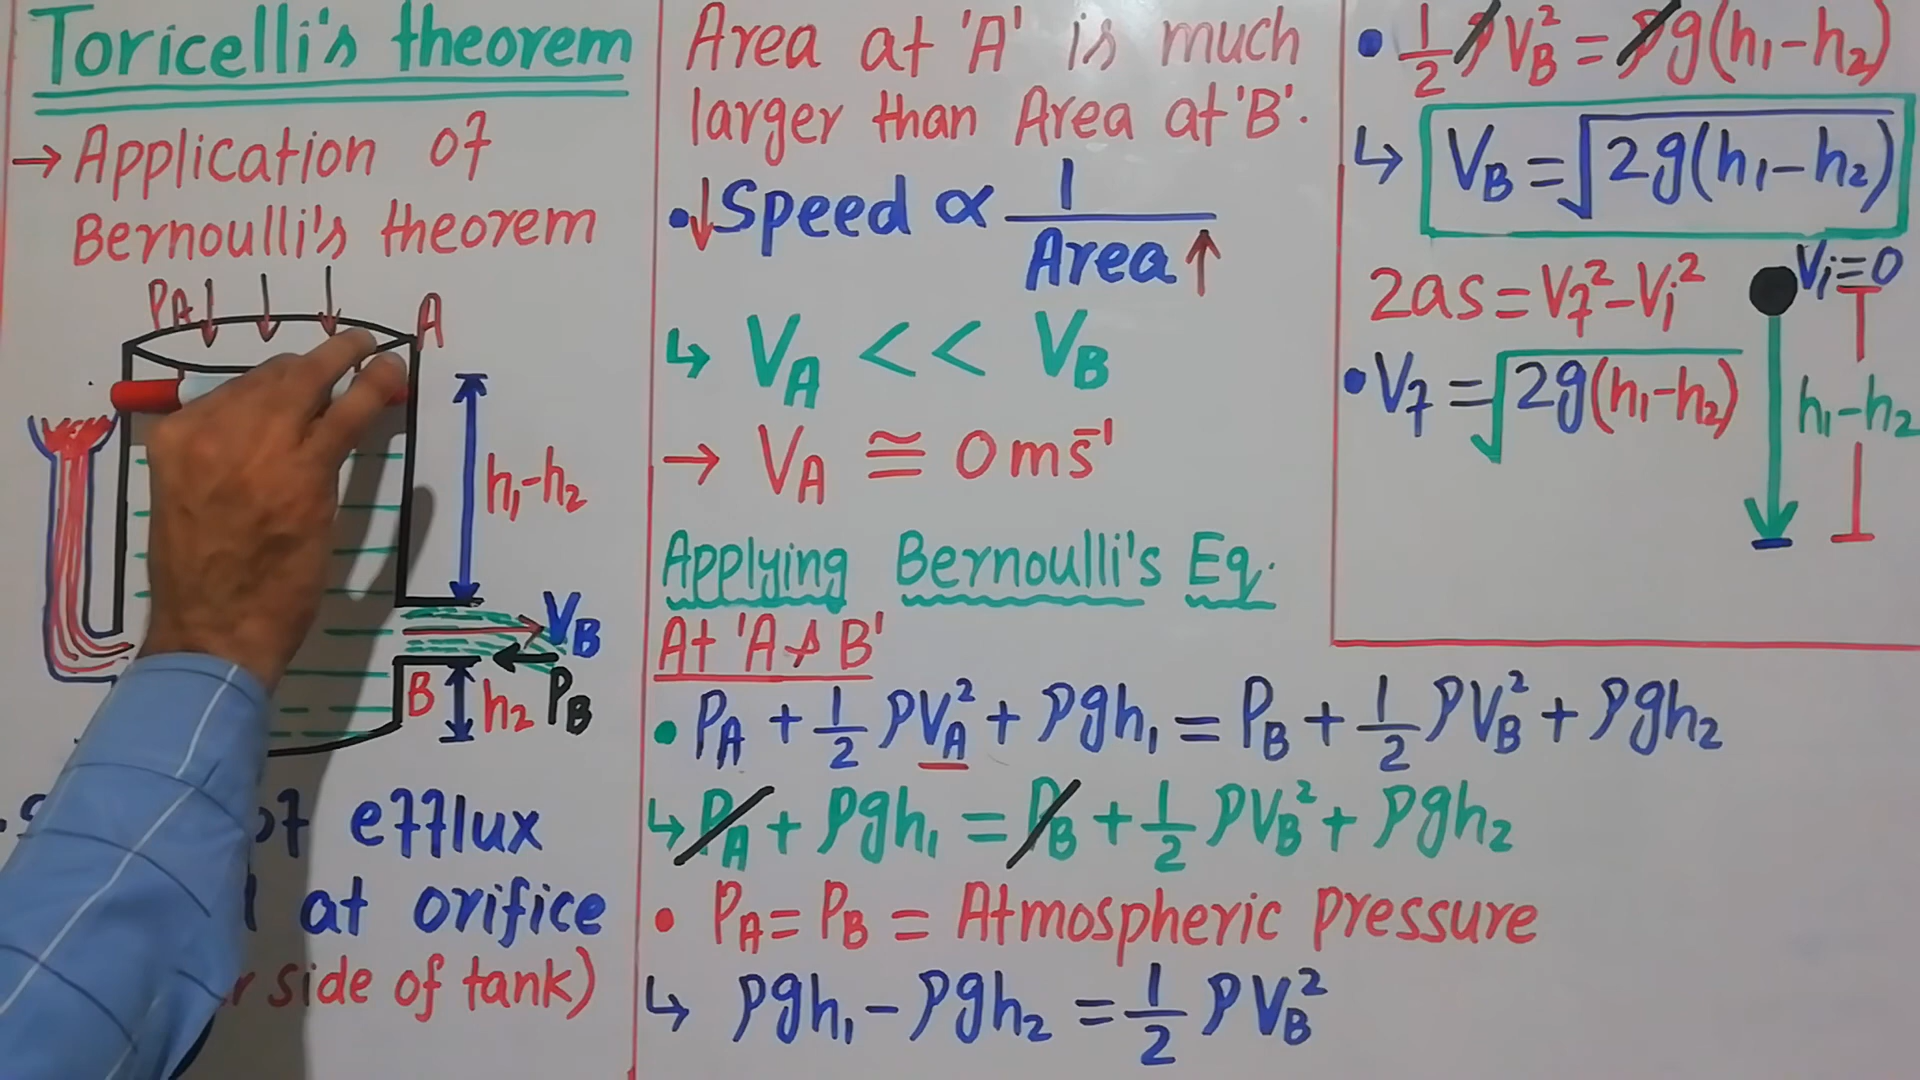 Toricelli's theorem
→ Application of
Bernoulli's theorem
PA
A
h₁-h₂
VB
B
h₂
PB
of efflux
at orifice
side of tank)
Area at 'A' is much
larger than Area at 'B'.
• ↓ Speed ∝ 1/Area ↑
↳ VA << VB
→ VA ≅ 0 ms⁻¹
Applying Bernoulli's Eq.
At 'A & B'
• PA + 1/2 ρVA² + ρgh₁ = PB + 1/2 ρVB² + ρgh₂
↳ PA + ρgh₁ = PB + 1/2 ρVB² + ρgh₂
• PA = PB = Atmospheric pressure
↳ ρgh₁ - ρgh₂ = 1/2 ρVB²
• 1/2 ρVB² = ρg(h₁-h₂)
↳ VB = √2g(h₁-h₂)
Vi=0
2as = Vf² - Vi²
• Vf = √2g(h₁-h₂)
h₁-h₂